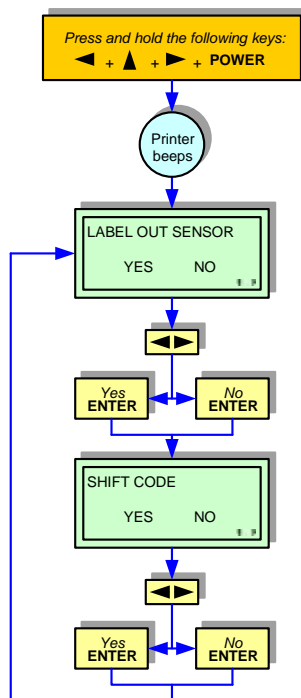 Press and hold the following keys:
◄ + ▲ + ► + POWER
Printer
beeps
LABEL OUT SENSOR
YES NO
◄ ►
Yes No
ENTER ENTER
SHIFT CODE
YES NO
◄ ►
Yes No
ENTER ENTER